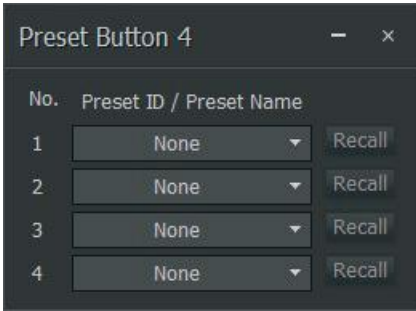 Preset Button 4
No. Preset ID / Preset Name
1 None Recall
2 None Recall
3 None Recall
4 None Recall